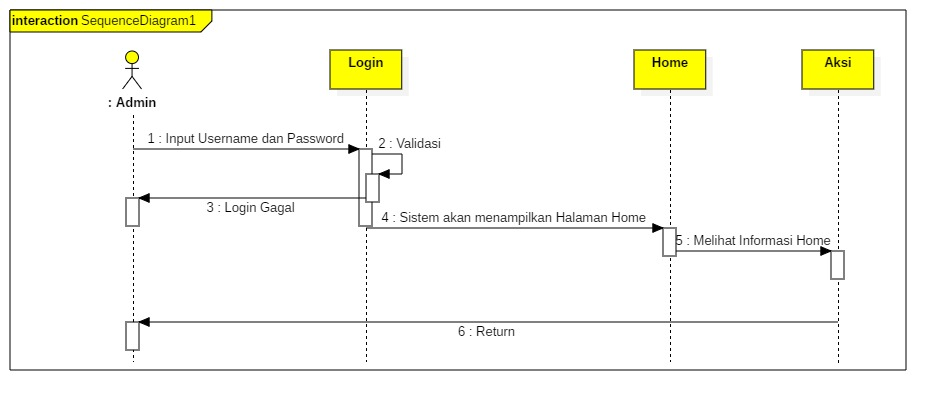 interaction SequenceDiagram1
Login
Home
Aksi
: Admin
1 : Input Username dan Password
2 : Validasi
3 : Login Gagal
4 : Sistem akan menampilkan Halaman Home
5 : Melihat Informasi Home
6 : Return